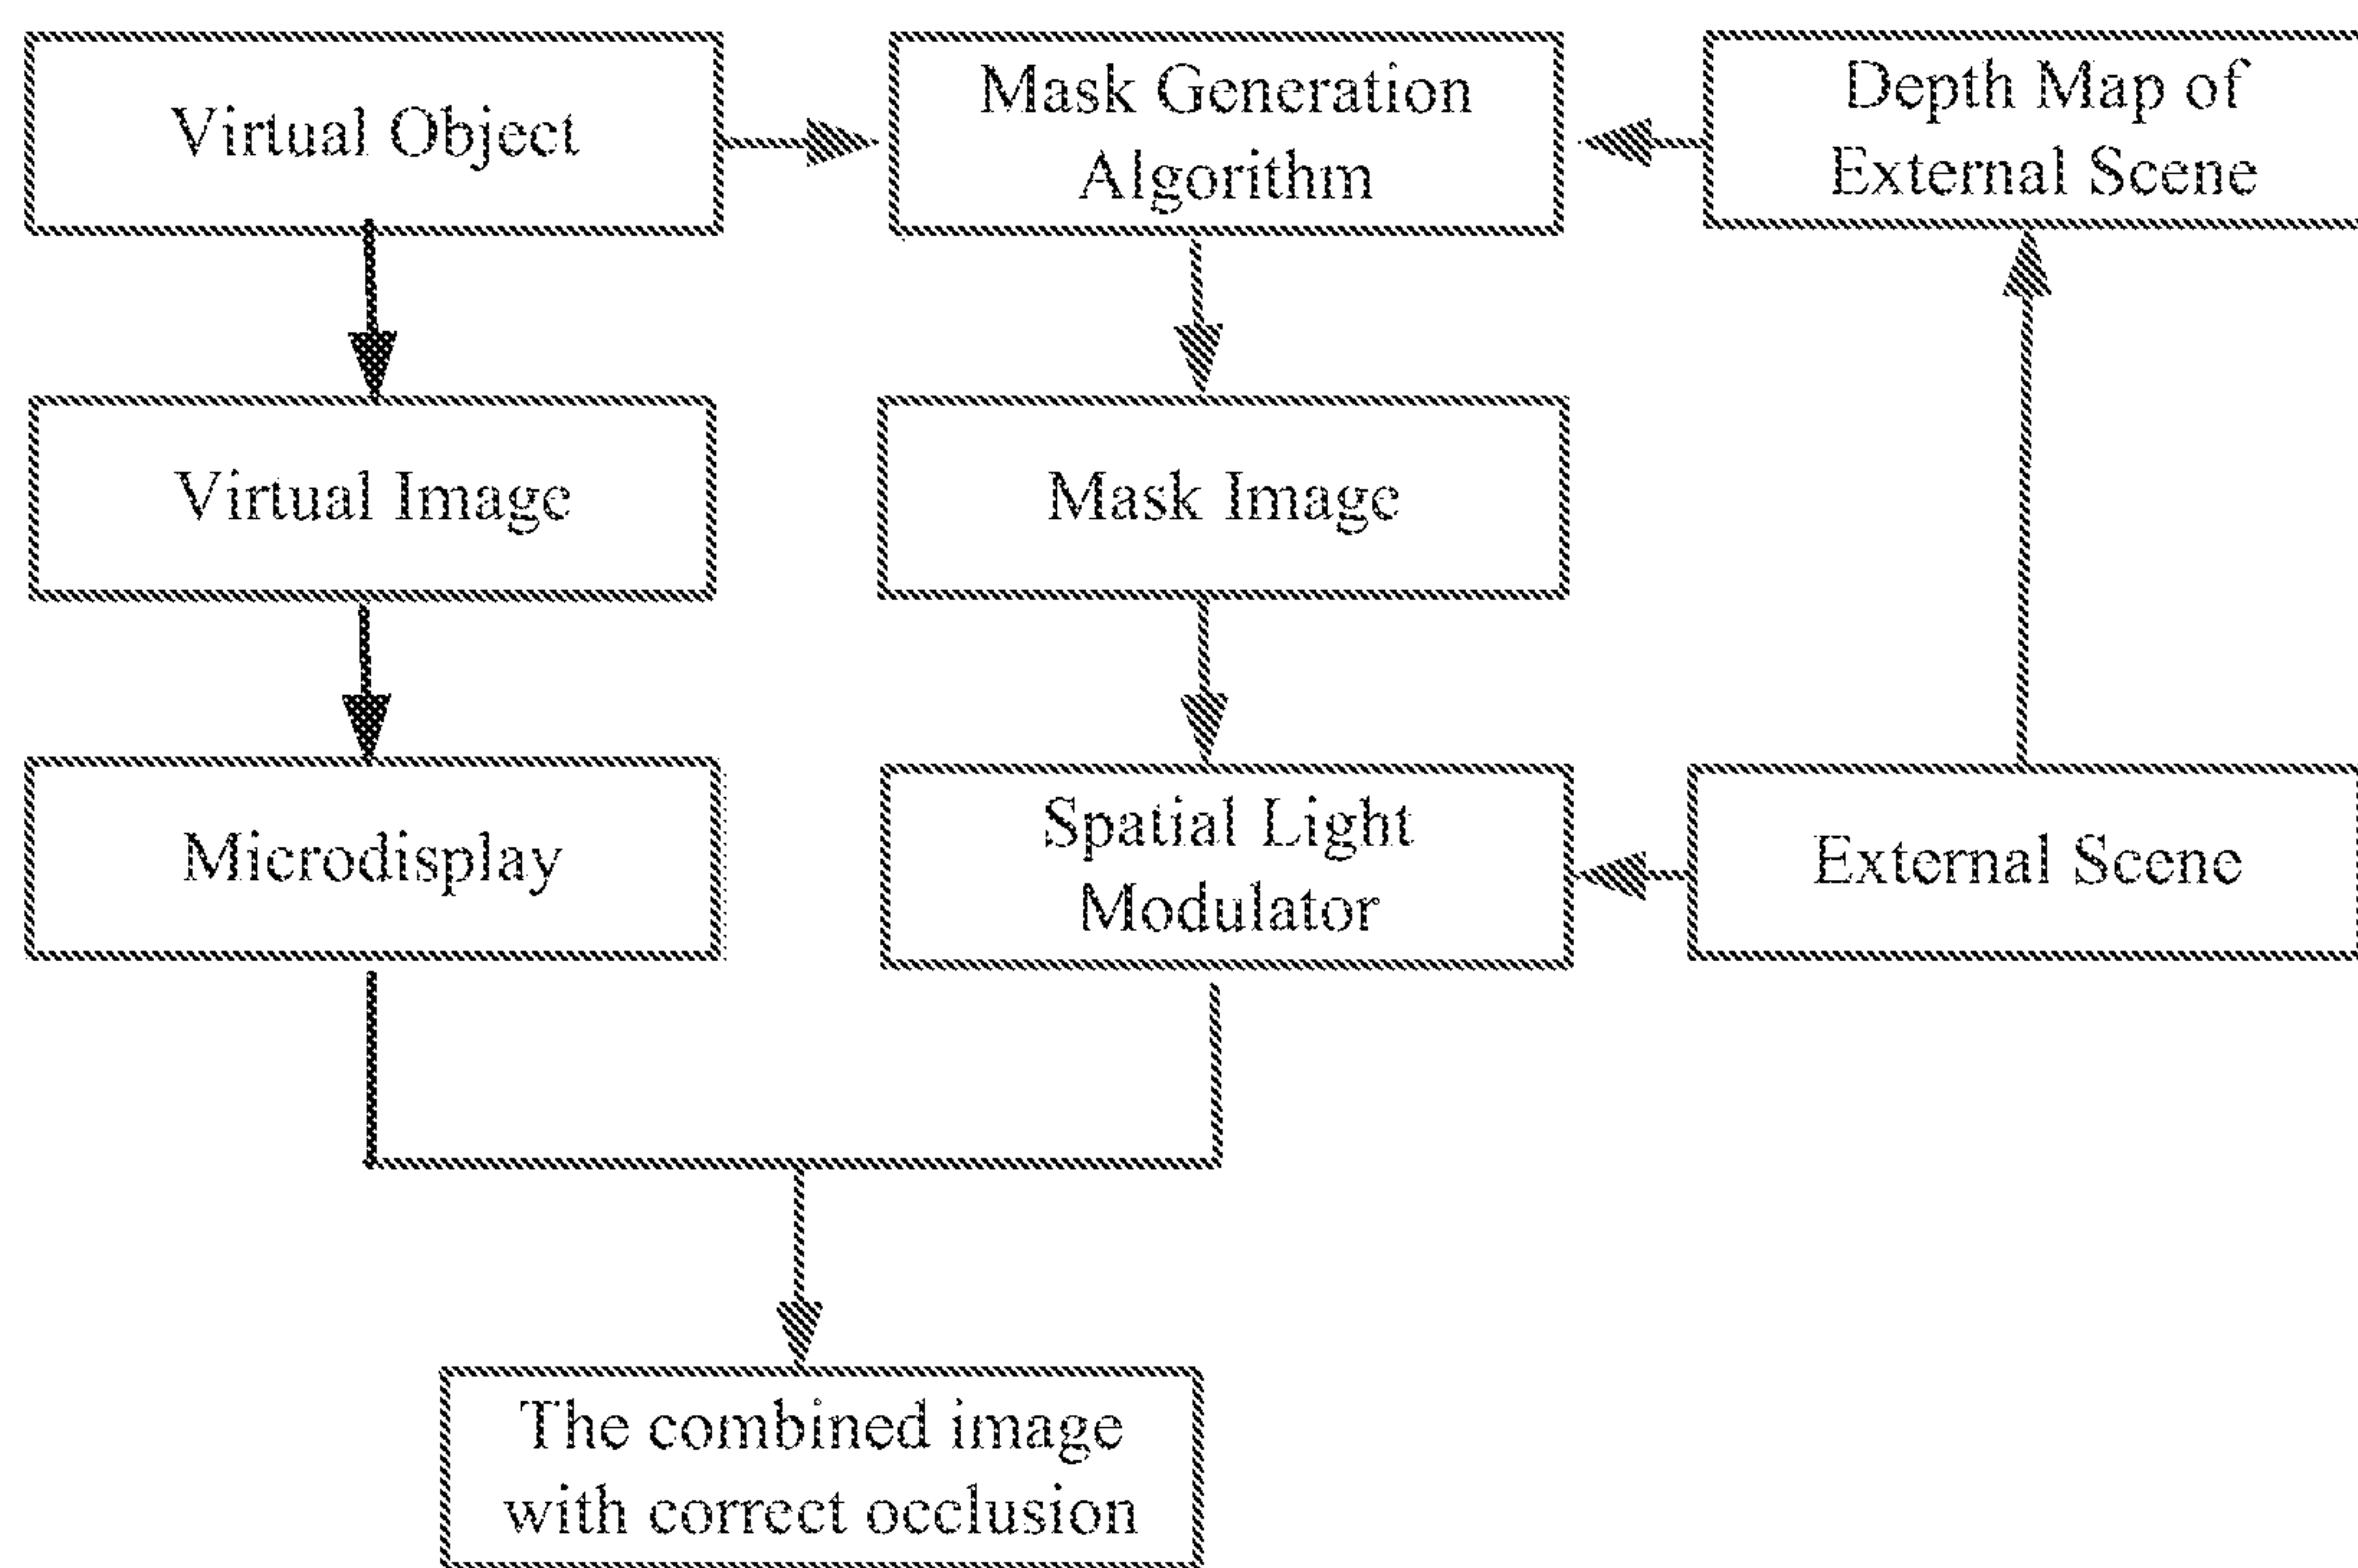 Virtual Object
Mask Generation
Algorithm
Depth Map of
External Scene
Virtual Image
Mask Image
Microdisplay
Spatial Light
Modulator
External Scene
The combined image
with correct occlusion